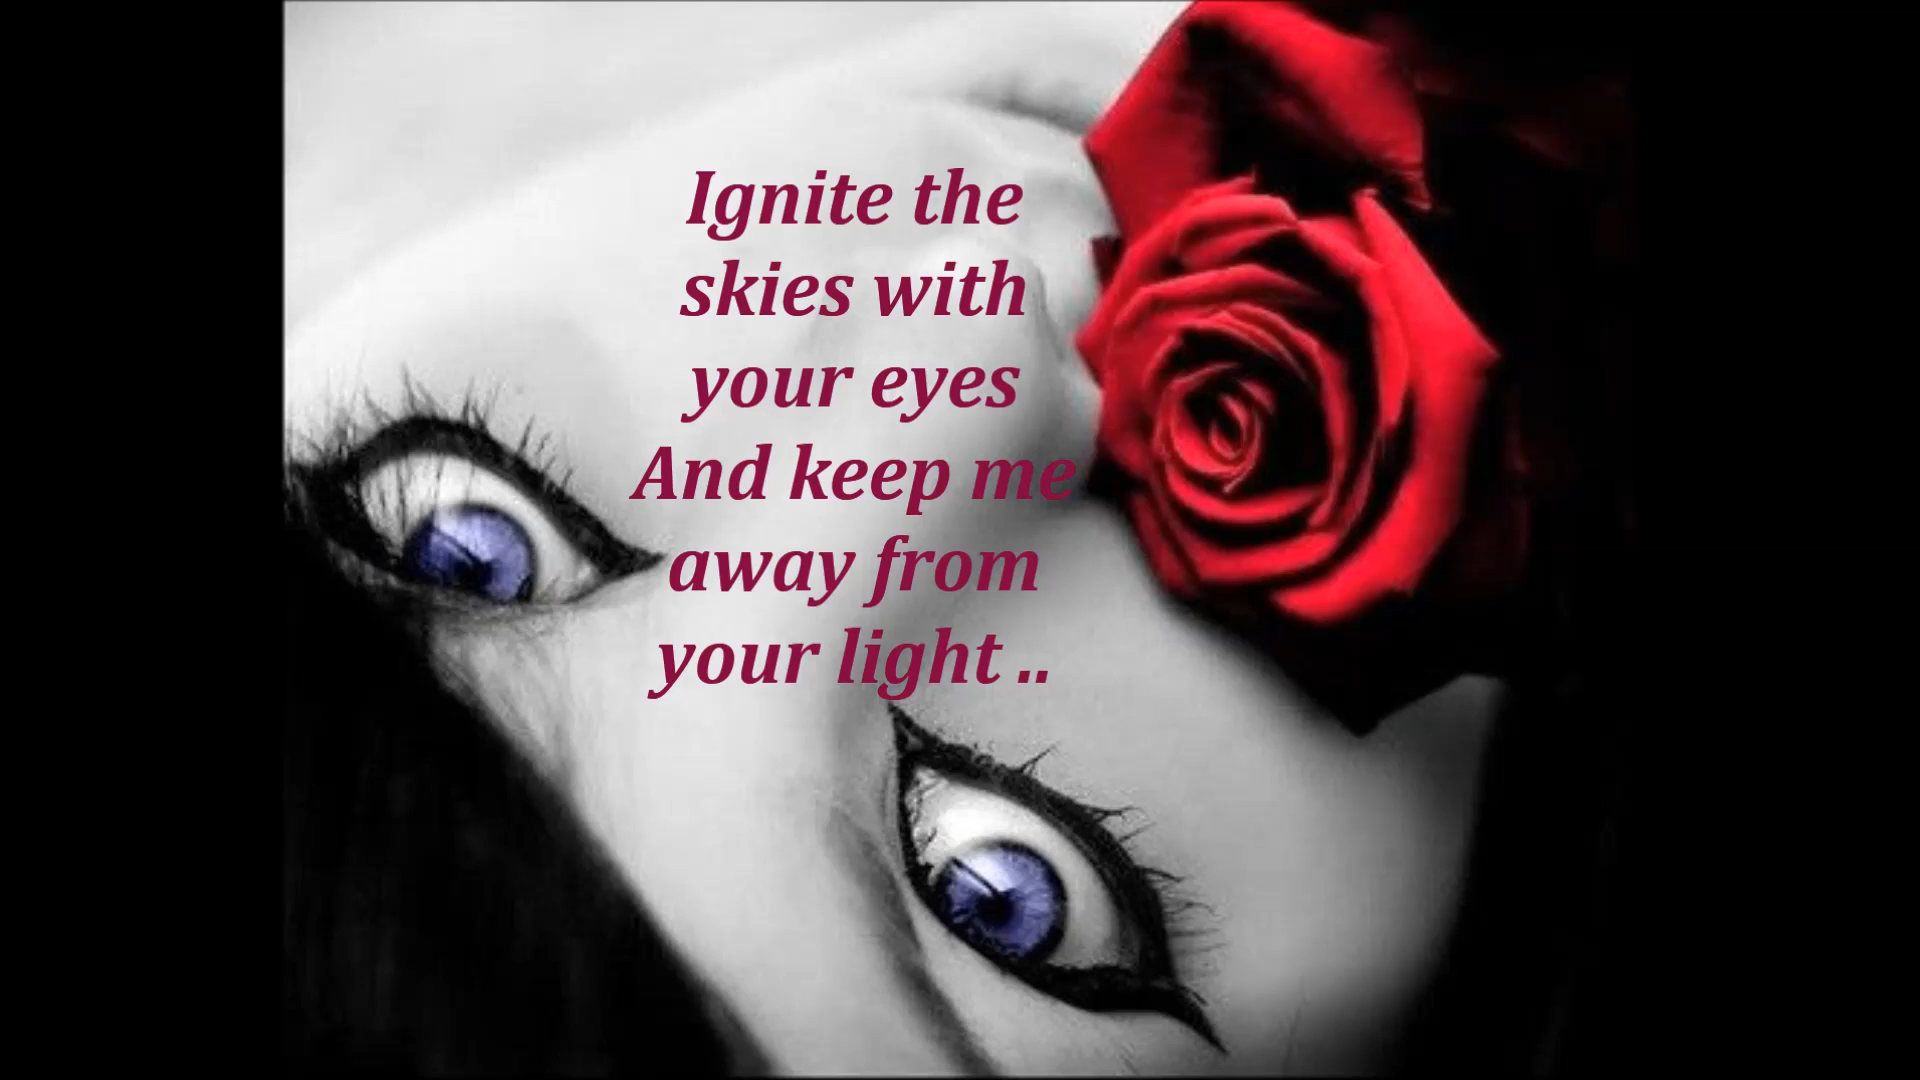 Ignite the
skies with
your eyes
And keep me
away from
your light ..